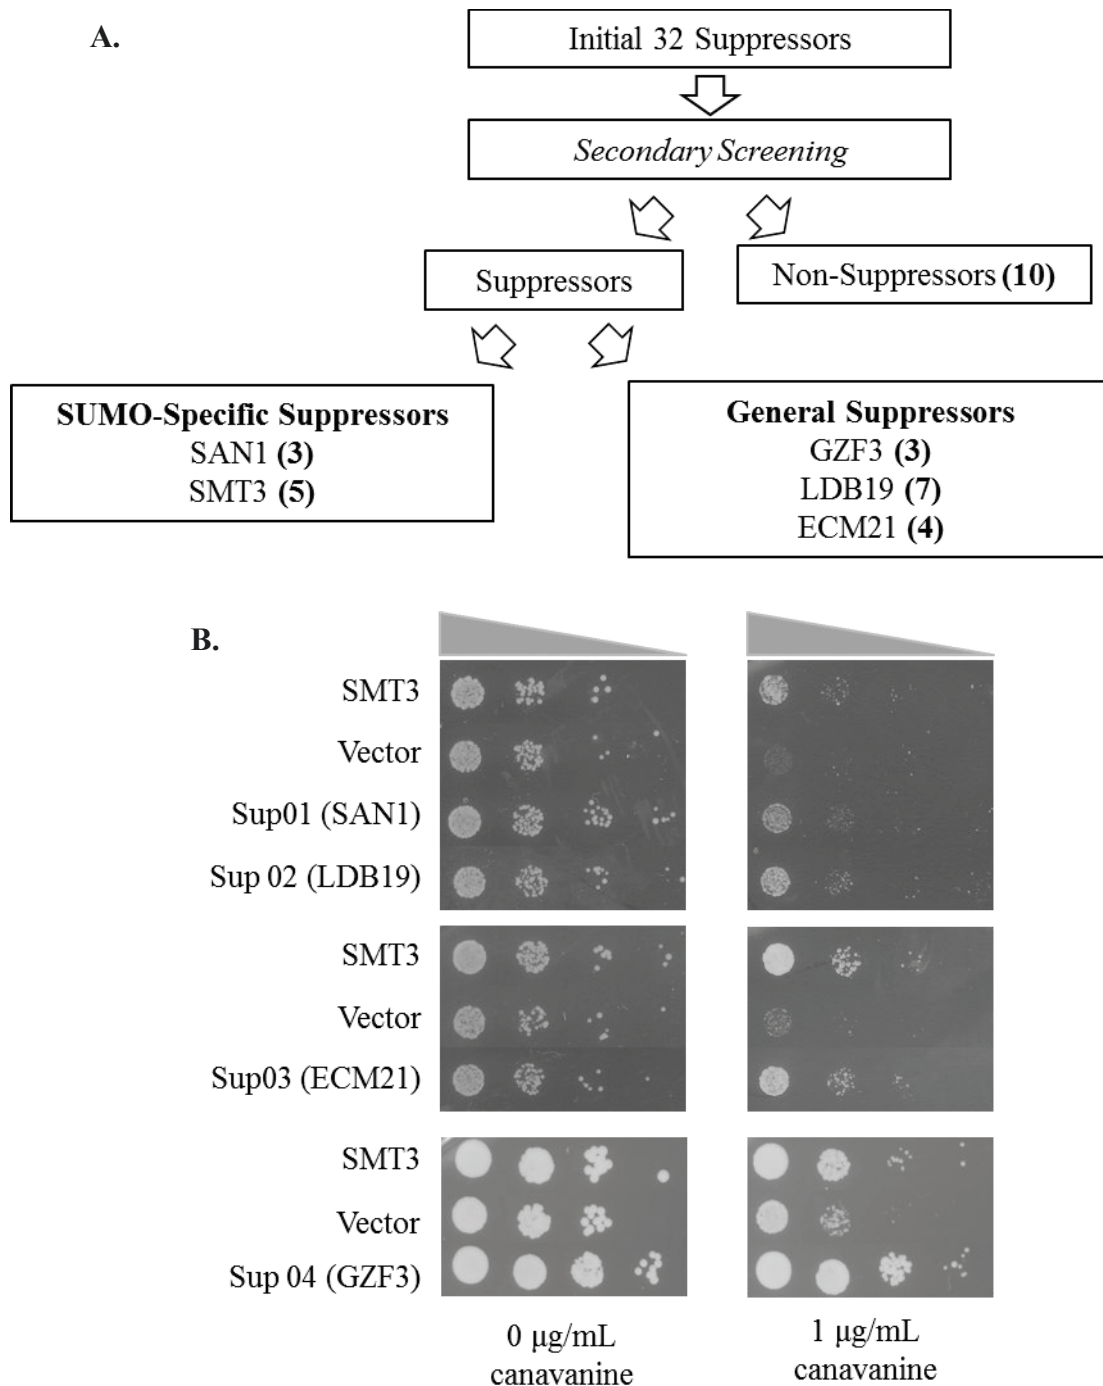 A.
Initial 32 Suppressors
Secondary Screening
Suppressors
Non-Suppressors (10)
SUMO-Specific Suppressors
SAN1 (3)
SMT3 (5)
General Suppressors
GZF3 (3)
LDB19 (7)
ECM21 (4)
B.
SMT3
Vector
Sup01 (SAN1)
Sup 02 (LDB19)
SMT3
Vector
Sup03 (ECM21)
SMT3
Vector
Sup 04 (GZF3)
0 μg/mL
canavanine
1 μg/mL
canavanine